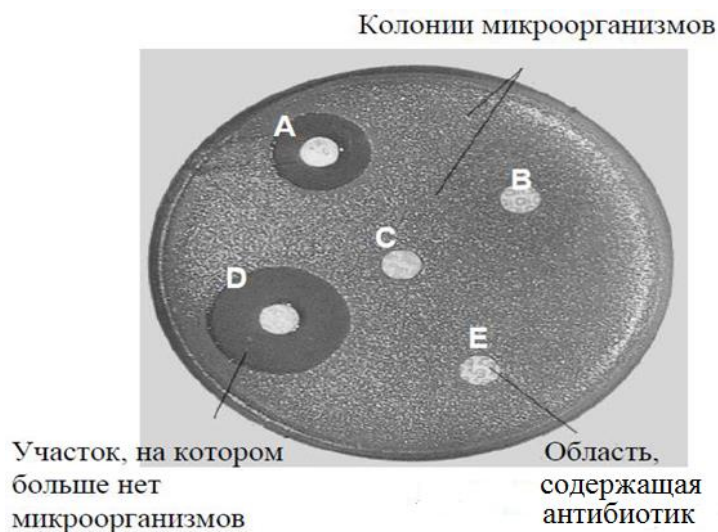 Колонии микроорганизмов
A
B
C
D
E
Участок, на котором
больше нет
микроорганизмов
Область,
содержащая
антибиотик